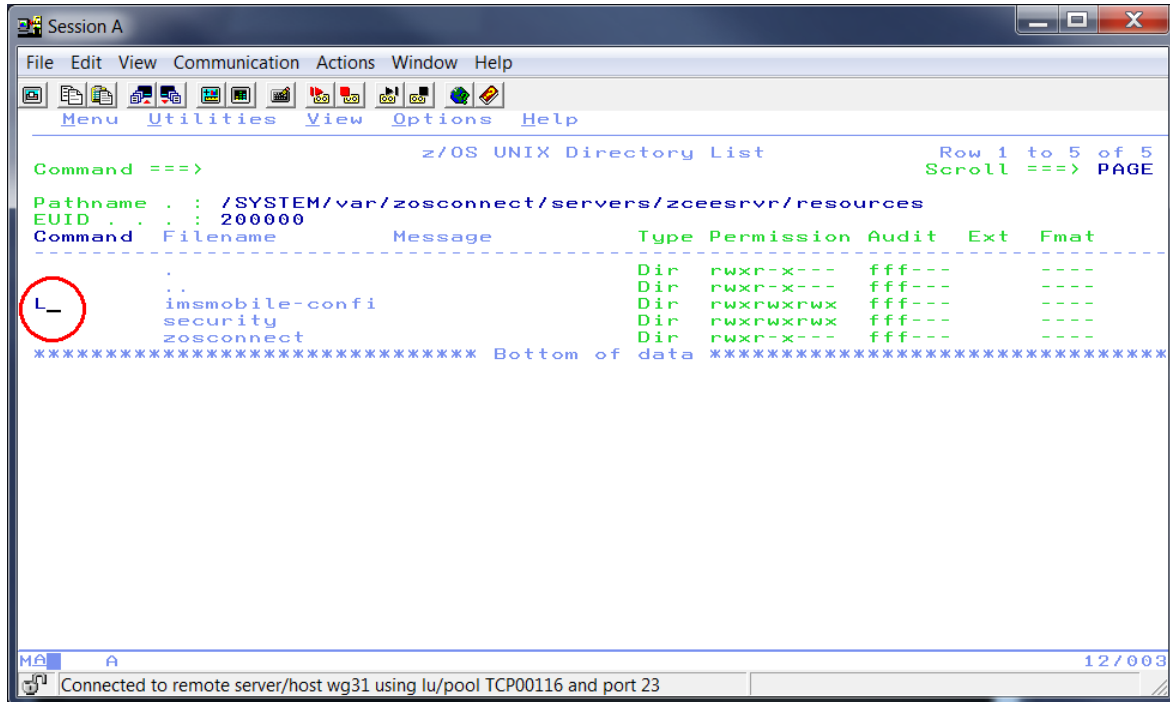 Session A
File Edit View Communication Actions Window Help
Menu Utilities View Options Help
z/OS UNIX Directory List Row 1 to 5 of 5
Command ===> Scroll ===> PAGE
Pathname . : /SYSTEM/var/zosconnect/servers/zceesrvr/resources
EUID . . . : 200000
Command Filename Message Type Permission Audit Ext Fmat
--------------------------------------------------------------------------------
. Dir rwxr-x--- fff--- ----
.. Dir rwxr-x--- fff--- ----
L_ imsmobile-confi Dir rwxrwxrwx fff--- ----
security Dir rwxrwxrwx fff--- ----
zosconnect Dir rwxr-x--- fff--- ----
******************************* Bottom of data ********************************
MA A 12/003
Connected to remote server/host wg31 using lu/pool TCP00116 and port 23